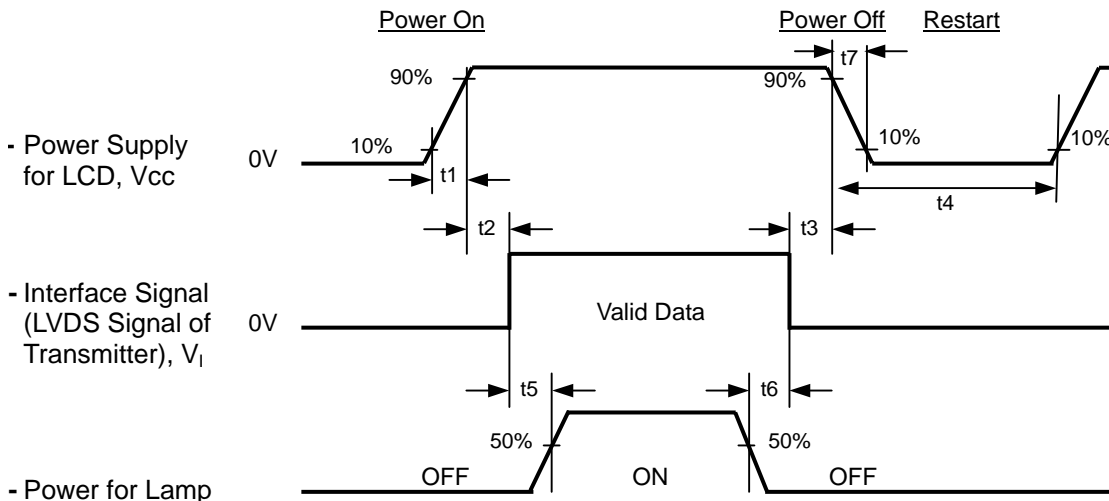 Power On Power Off Restart
t7
90% 90%
10% 10% 10%
- Power Supply
for LCD, Vcc
0V
t1
t4
t2 t3
- Interface Signal
(LVDS Signal of
Transmitter), VI
0V
Valid Data
t5 t6
50% 50%
OFF ON OFF
- Power for Lamp